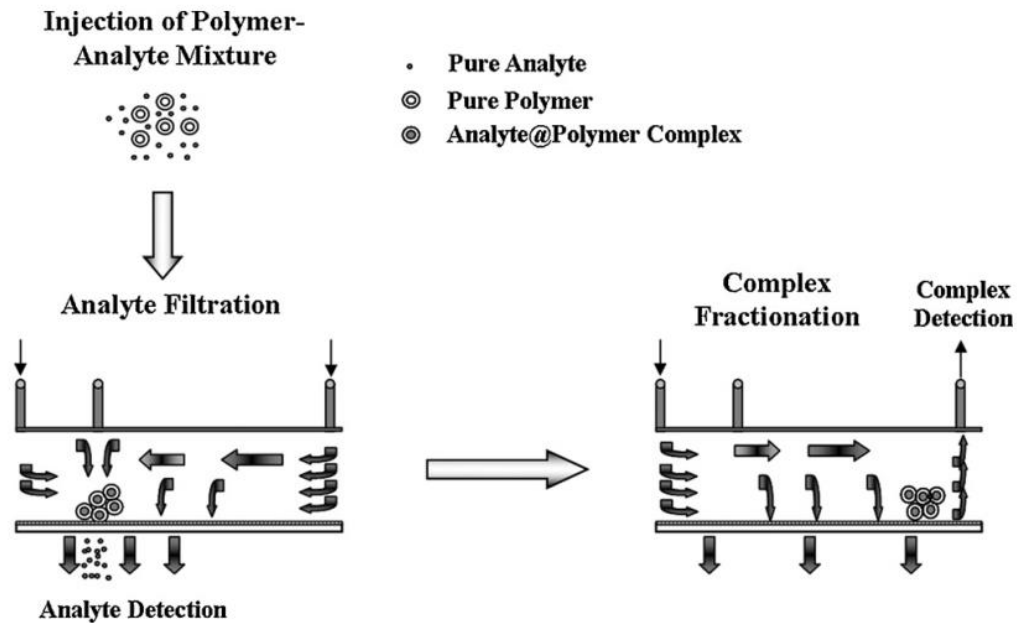 Injection of Polymer-
Analyte Mixture
Pure Analyte
Pure Polymer
Analyte@Polymer Complex
Analyte Filtration
Complex
Fractionation
Complex
Detection
Analyte Detection